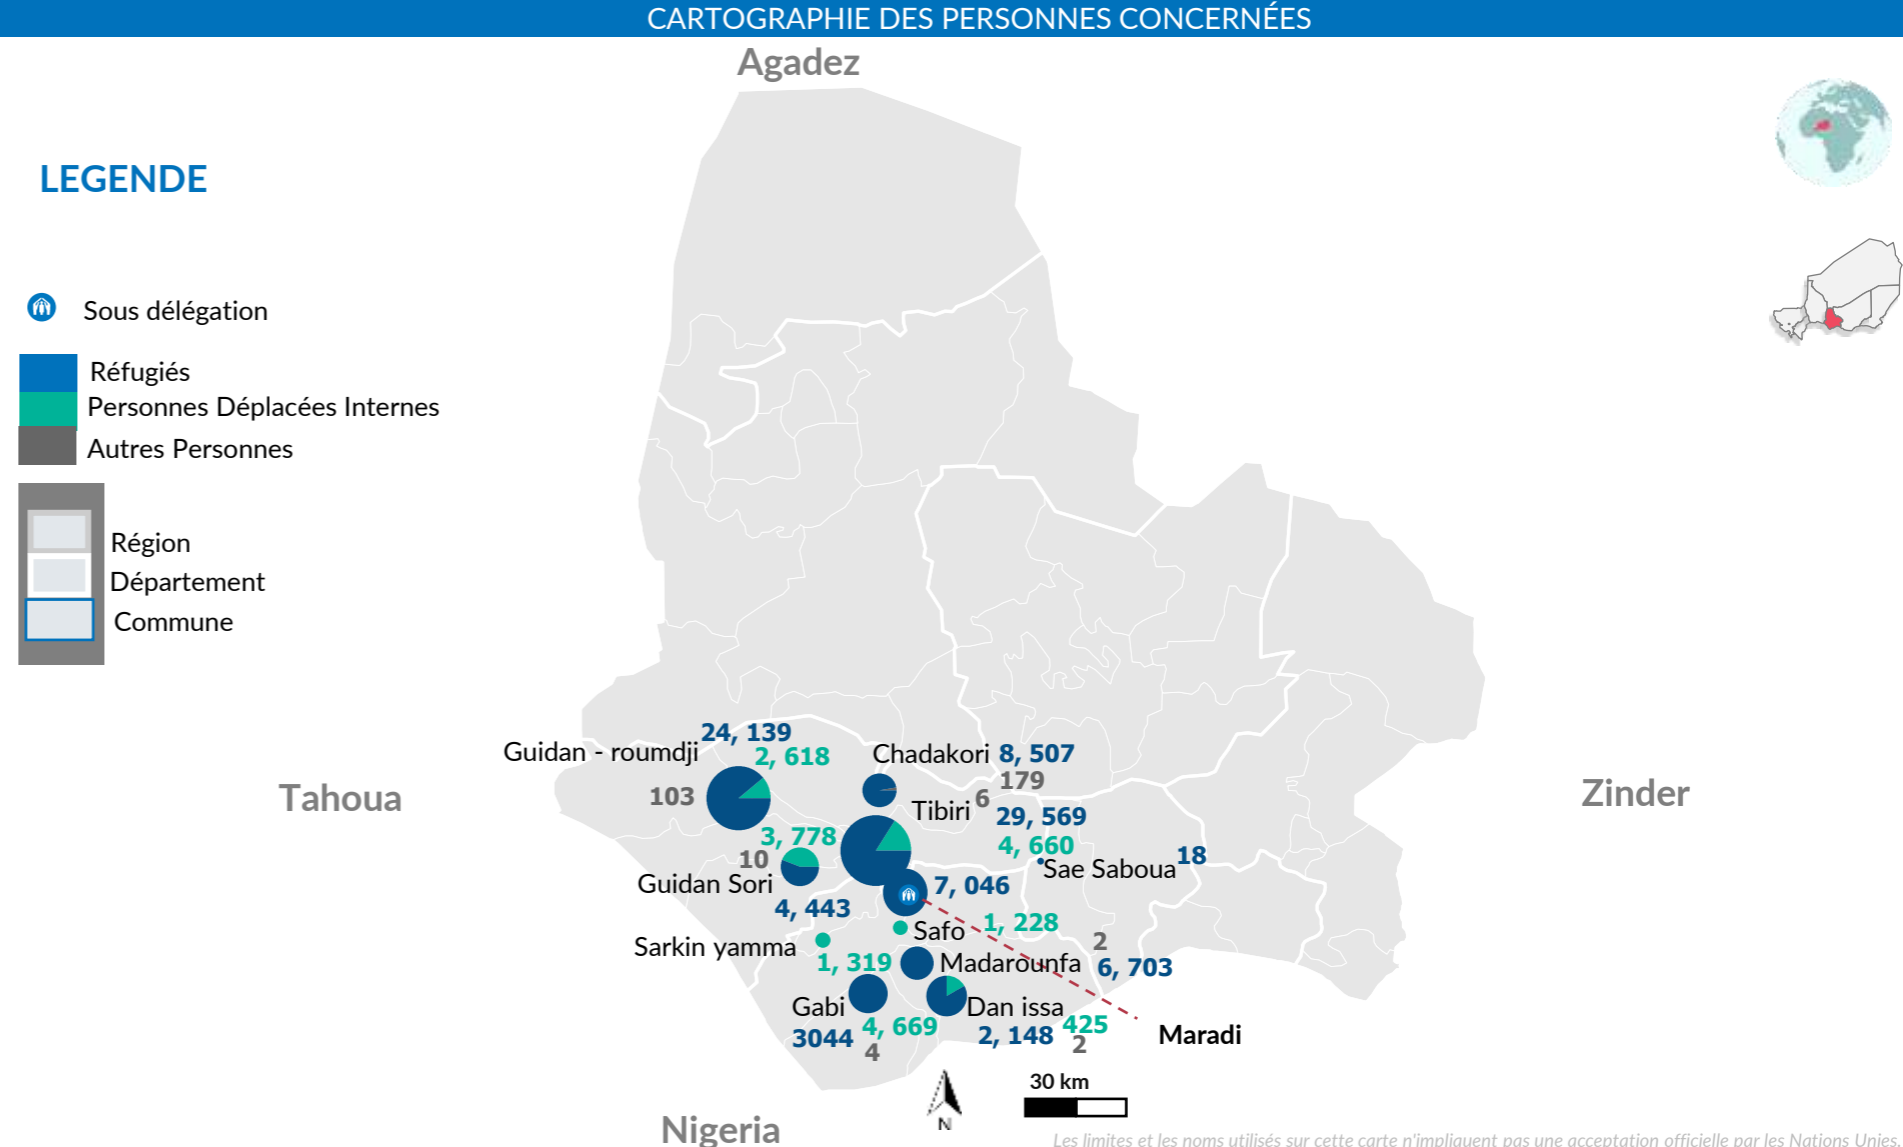 CARTOGRAPHIE DES PERSONNES CONCERNÉES
Agadez
LEGENDE
Sous délégation
Réfugiés
Personnes Déplacées Internes
Autres Personnes
Région
Département
Commune
Tahoua
Zinder
Guidan - roumdji
24, 139
2, 618
103
Chadakori 8, 507
179
Tibiri 6
29, 569
4, 660
3, 778
10
Guidan Sori
4, 443
Sae Saboua 18
7, 046
Safo 1, 228
Sarkin yamma
1, 319
Madarounfa
2
6, 703
Gabi
3044
4, 669
4
Dan issa
2, 148
425
2
Maradi
30 km
N
Nigeria
Les limites et les noms utilisés sur cette carte n'impliquent pas une acceptation officielle par les Nations Unies.